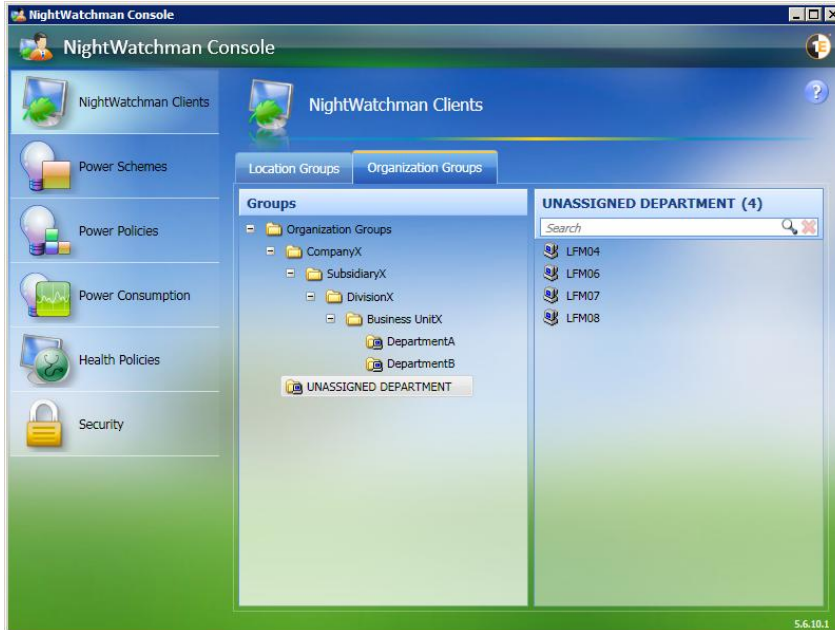 NightWatchman Console
NightWatchman Console
1E
NightWatchman Clients
Power Schemes
Power Policies
Power Consumption
Health Policies
Security
NightWatchman Clients
?
Location Groups
Organization Groups
Groups
Organization Groups
CompanyX
SubsidiaryX
DivisionX
Business UnitX
DepartmentA
DepartmentB
UNASSIGNED DEPARTMENT
UNASSIGNED DEPARTMENT (4)
Search
LFM04
LFM06
LFM07
LFM08
5.6.10.1